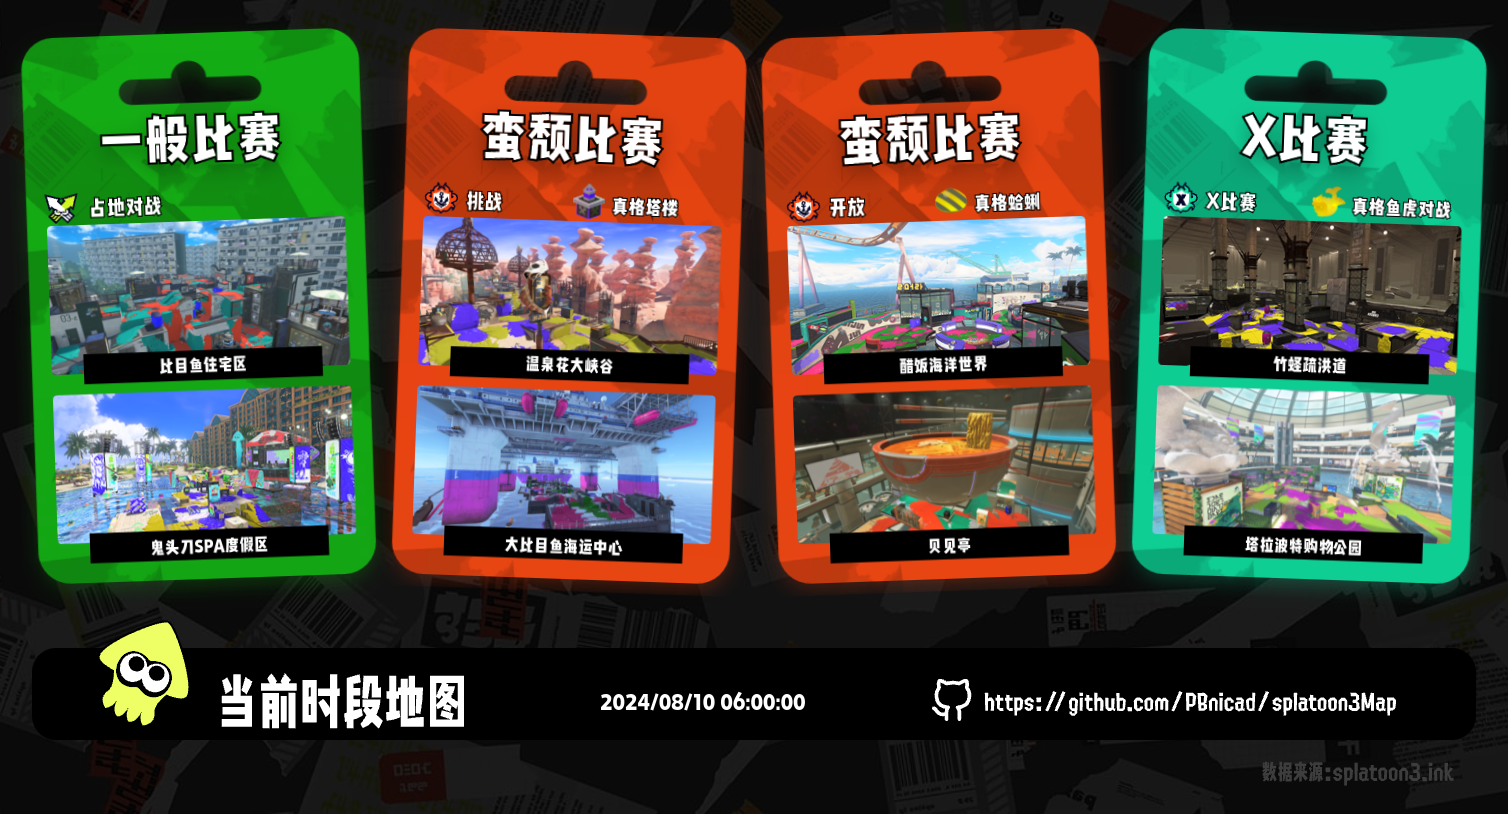 一般比赛
占地对战
比目鱼住宅区
鬼头刀SPA度假区
蛮颓比赛
挑战
真格塔楼
温泉花大峡谷
大比目鱼海运中心
蛮颓比赛
开放
真格蛤蜊
醋饭海洋世界
贝见亭
X比赛
X比赛
真格鱼虎对战
竹蛏疏洪道
塔拉波特购物公园
当前时段地图
2024/08/10 06:00:00
https://github.com/PBnicad/splatoon3Map
数据来源:splatoon3.ink